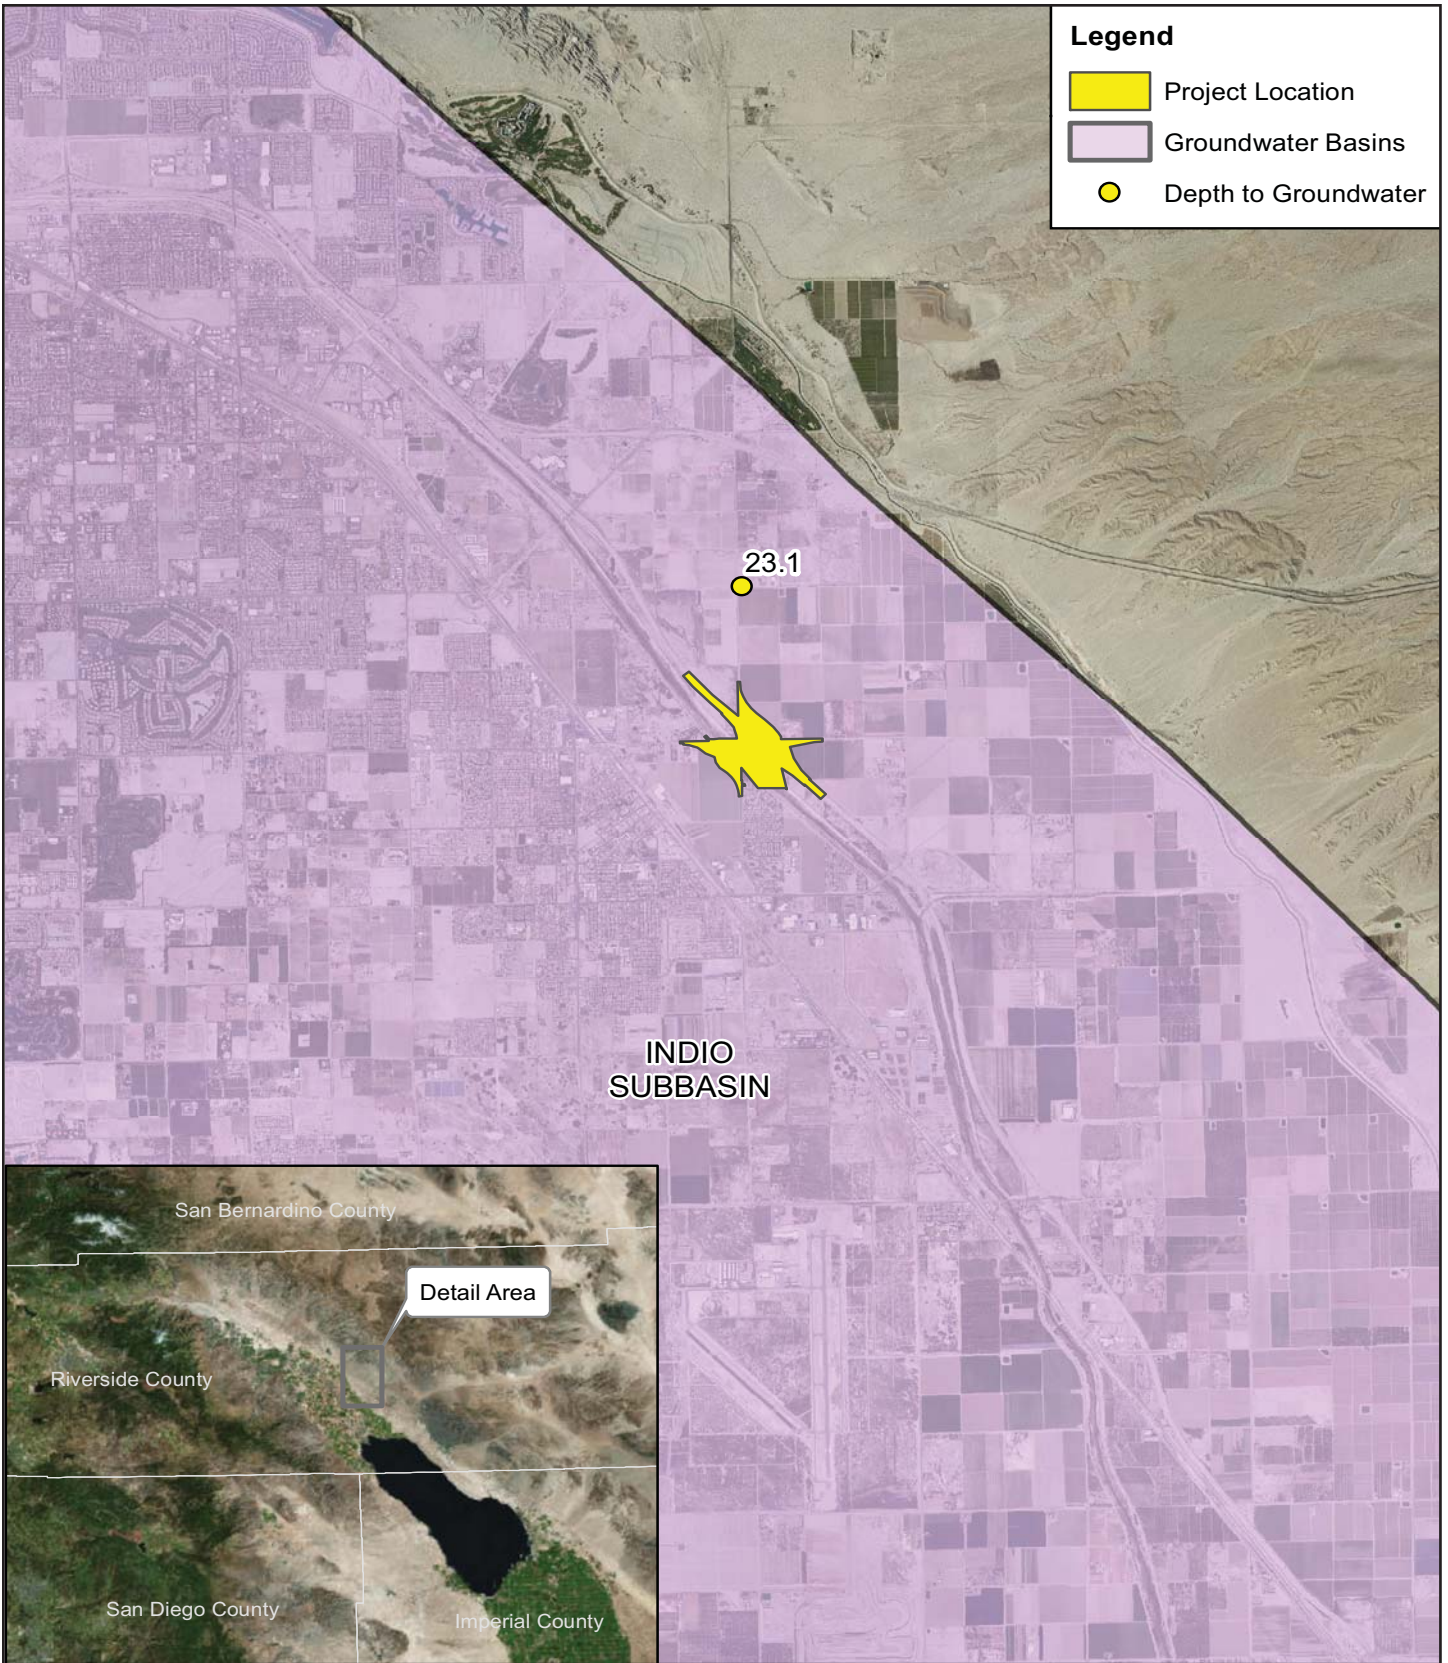 Legend
Project Location
Groundwater Basins
Depth to Groundwater
23.1
INDIO
SUBBASIN
San Bernardino County
Detail Area
Riverside County
San Diego County
Imperial County